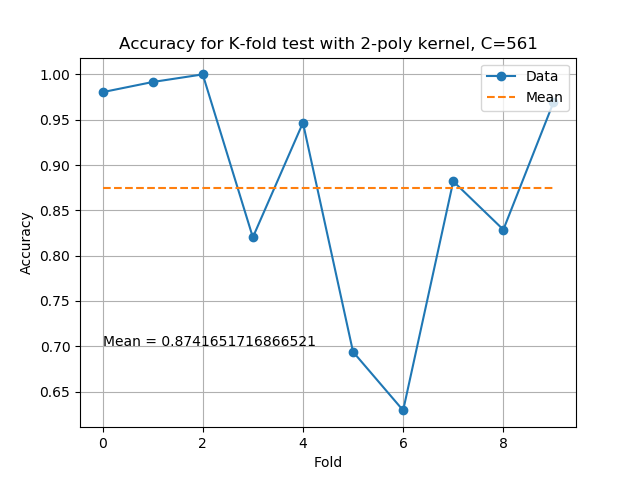 Accuracy for K-fold test with 2-poly kernel, C=561
Data
Mean
1.00
0.95
0.90
0.85
0.80
0.75
0.70
0.65
Accuracy
Mean = 0.8741651716866521
0 2 4 6 8
Fold